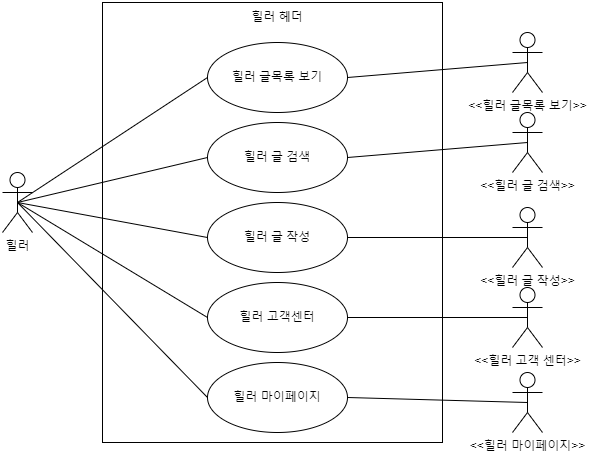 힐러 헤더
힐러 글목록 보기
<<힐러 글목록 보기>>
힐러 글 검색
<<힐러 글 검색>>
힐러
힐러 글 작성
<<힐러 글 작성>>
힐러 고객센터
<<힐러 고객 센터>>
힐러 마이페이지
<<힐러 마이페이지>>